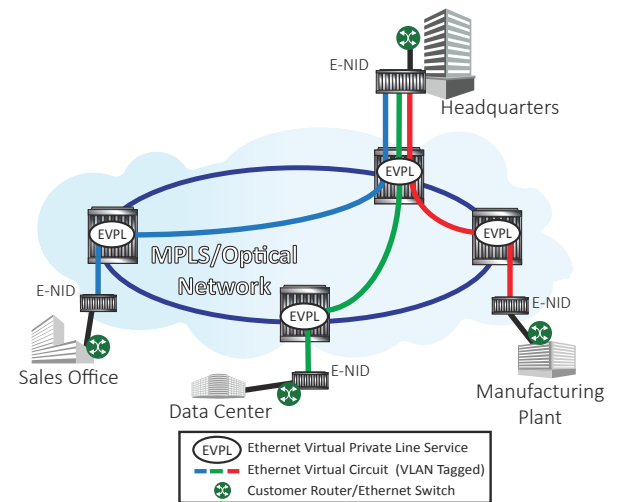 E-NID
Headquarters
EVPL
EVPL
EVPL
MPLS/Optical
Network
E-NID
E-NID
EVPL
Sales Office
E-NID
Data Center
Manufacturing
Plant
EVPL Ethernet Virtual Private Line Service
Ethernet Virtual Circuit (VLAN Tagged)
Customer Router/Ethernet Switch